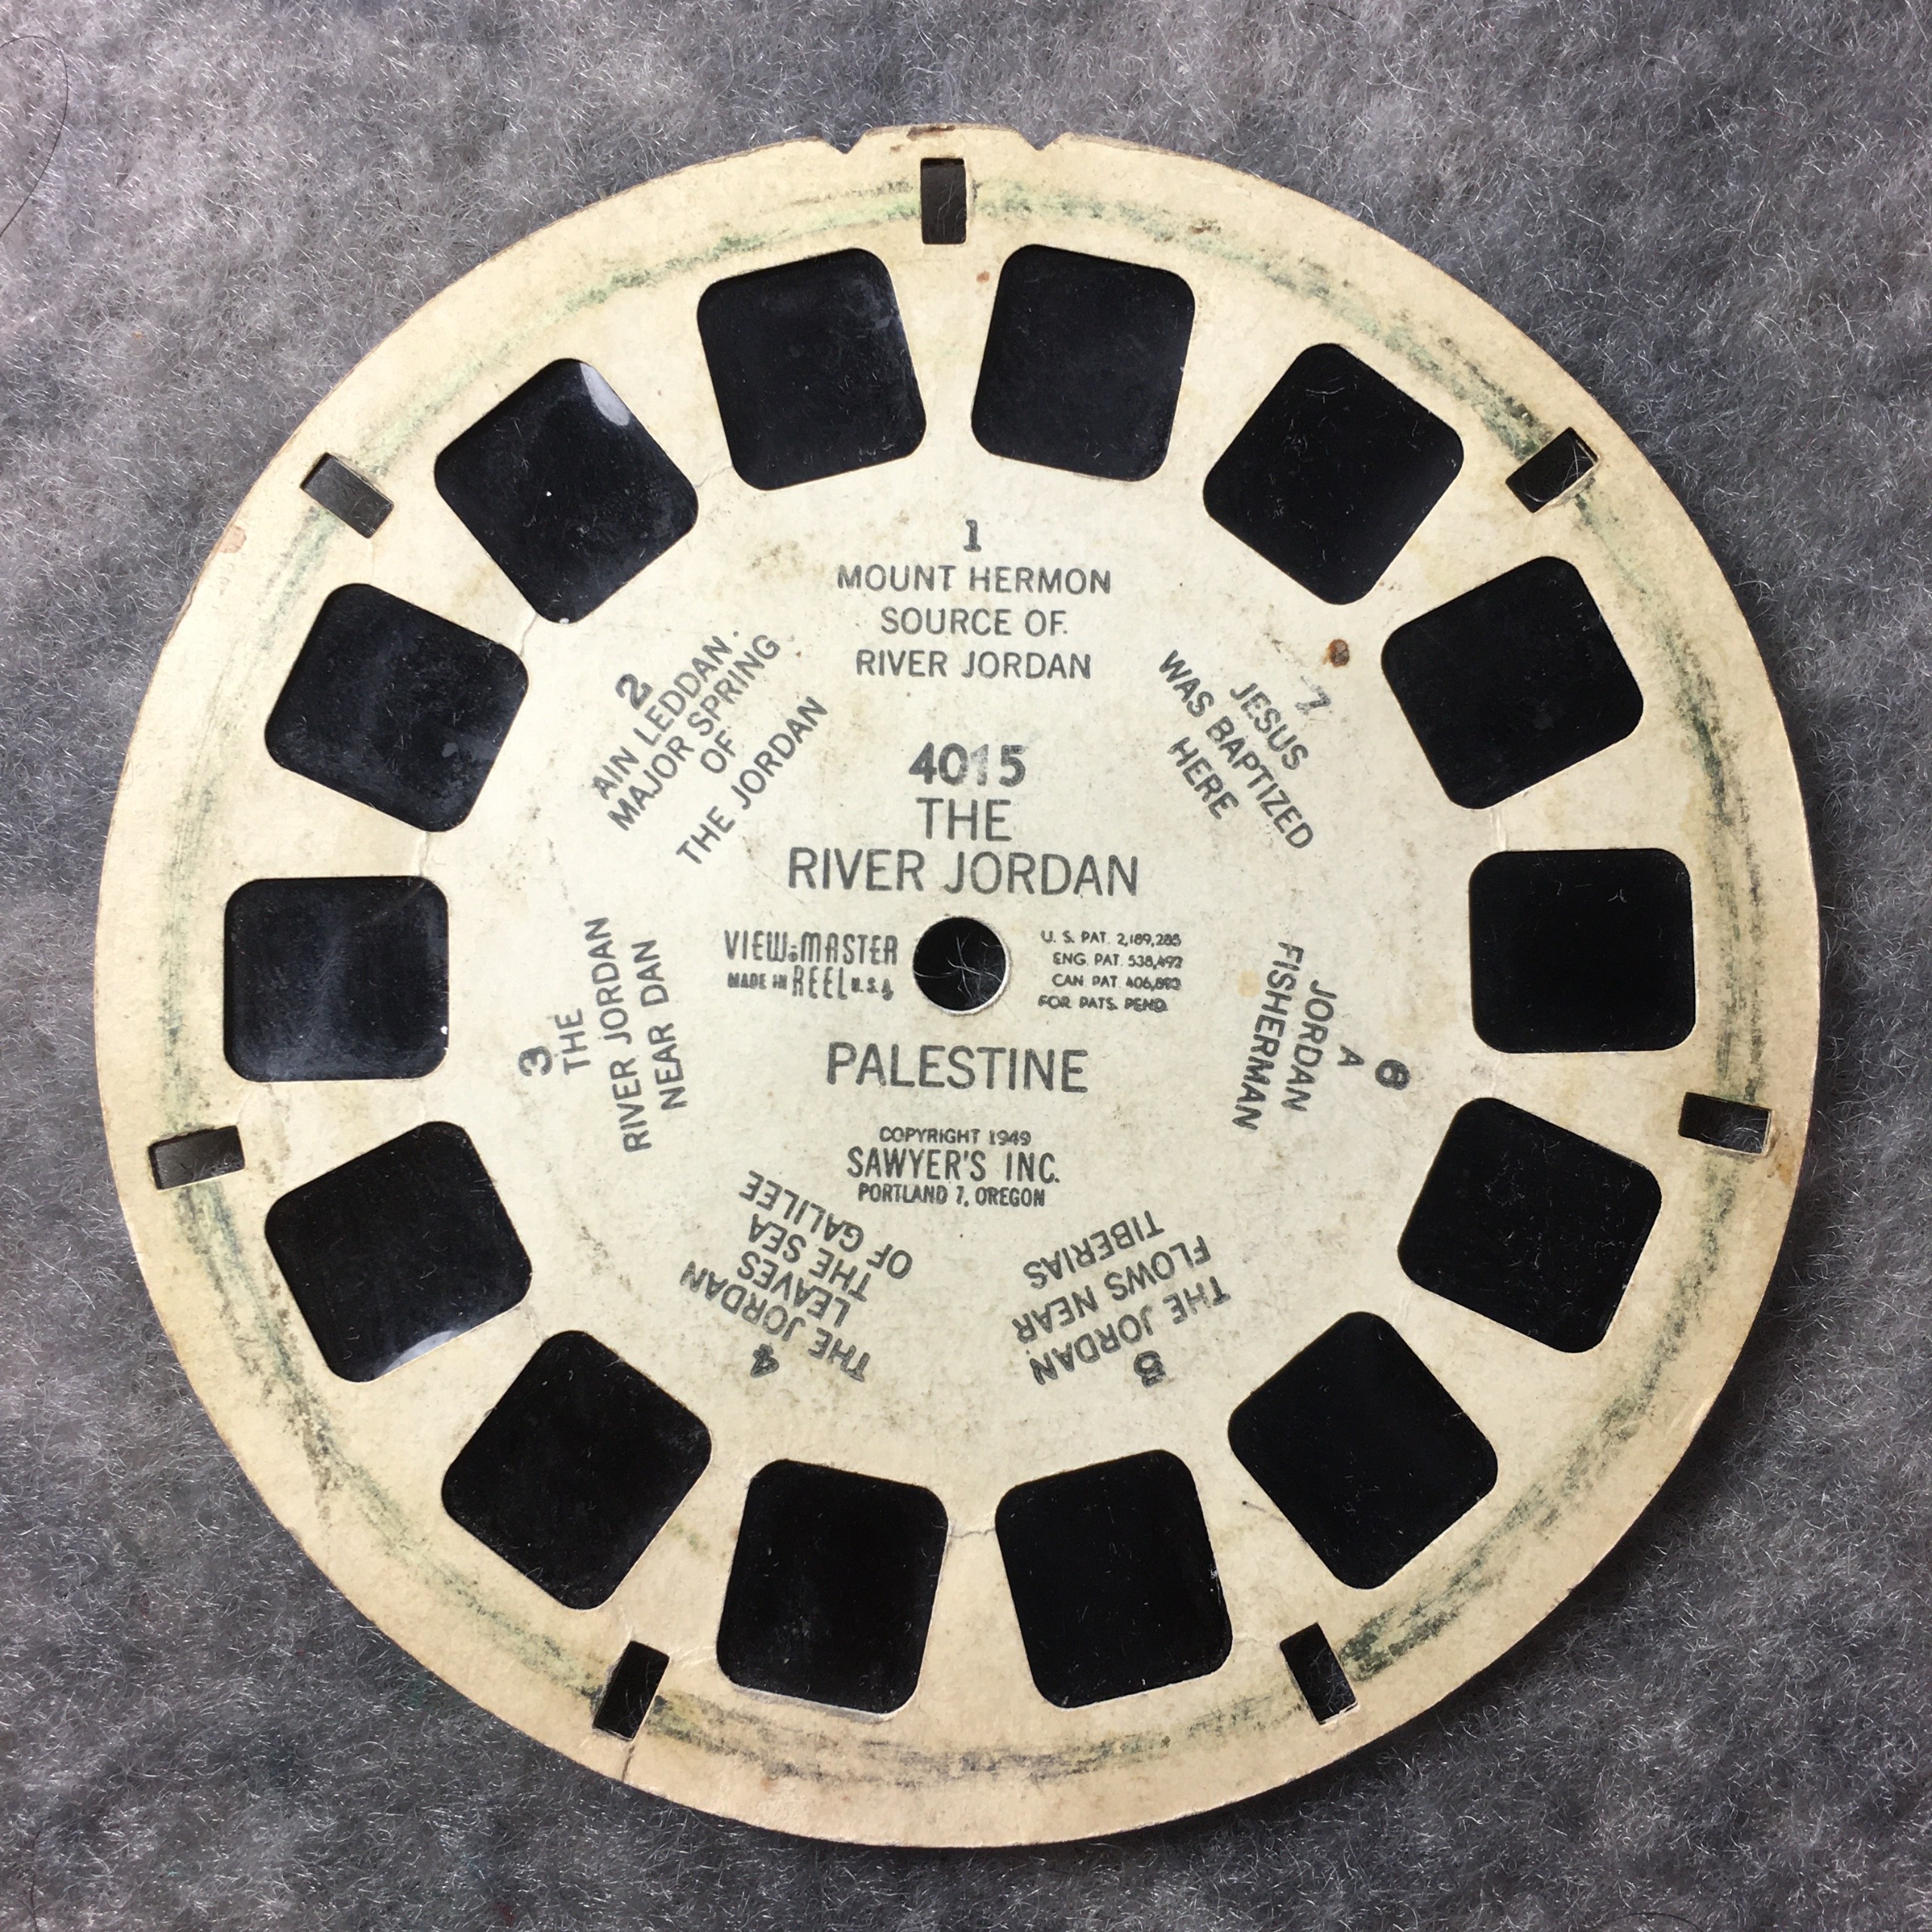 1
MOUNT HERMON
SOURCE OF
RIVER JORDAN
2
AIN LEDDAN.
MAJOR SPRING
OF
THE JORDAN
3
THE
RIVER JORDAN
NEAR DAN
4
THE JORDAN
LEAVES
THE SEA
OF GALILEE
5
THE JORDAN
FLOWS NEAR
TIBERIAS
6
A
JORDAN
FISHERMAN
7
JESUS
WAS BAPTIZED
HERE
4015
THE
RIVER JORDAN
VIEW-MASTER
MADE IN REEL U.S.A.
U. S. PAT. 2,189,285
ENG. PAT. 538,492
CAN. PAT.
FOR. PATS. PEND.
PALESTINE
COPYRIGHT 1949
SAWYER'S INC.
PORTLAND 7, OREGON